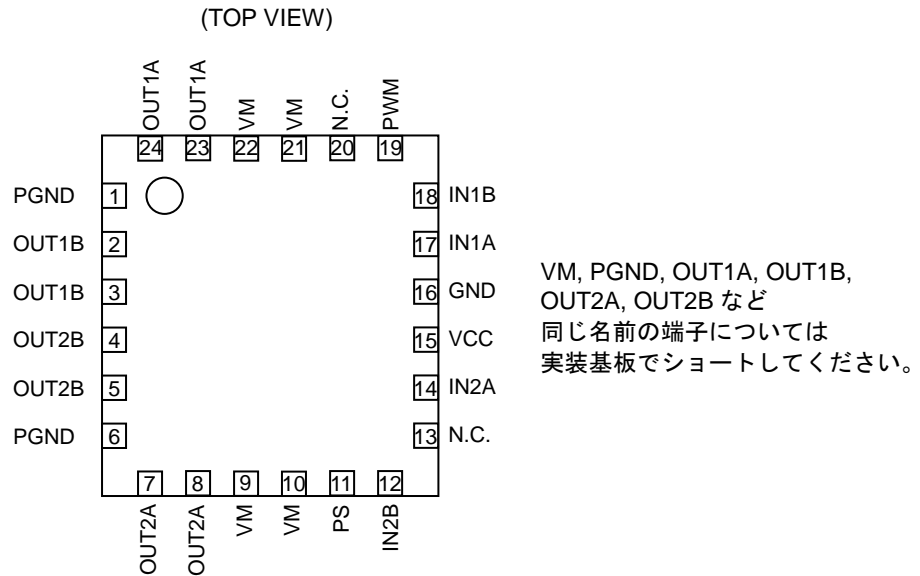 (TOP VIEW)
OUT1A
OUT1A
VM
VM
N.C.
PWM
24 23 22 21 20 19
PGND 1
OUT1B 2
OUT1B 3
OUT2B 4
OUT2B 5
PGND 6
18 IN1B
17 IN1A
16 GND
15 VCC
14 IN2A
13 N.C.
7 8 9 10 11 12
OUT2A
OUT2A
VM
VM
PS
IN2B
VM, PGND, OUT1A, OUT1B,
OUT2A, OUT2B など
同じ名前の端子については
実装基板でショートしてください。